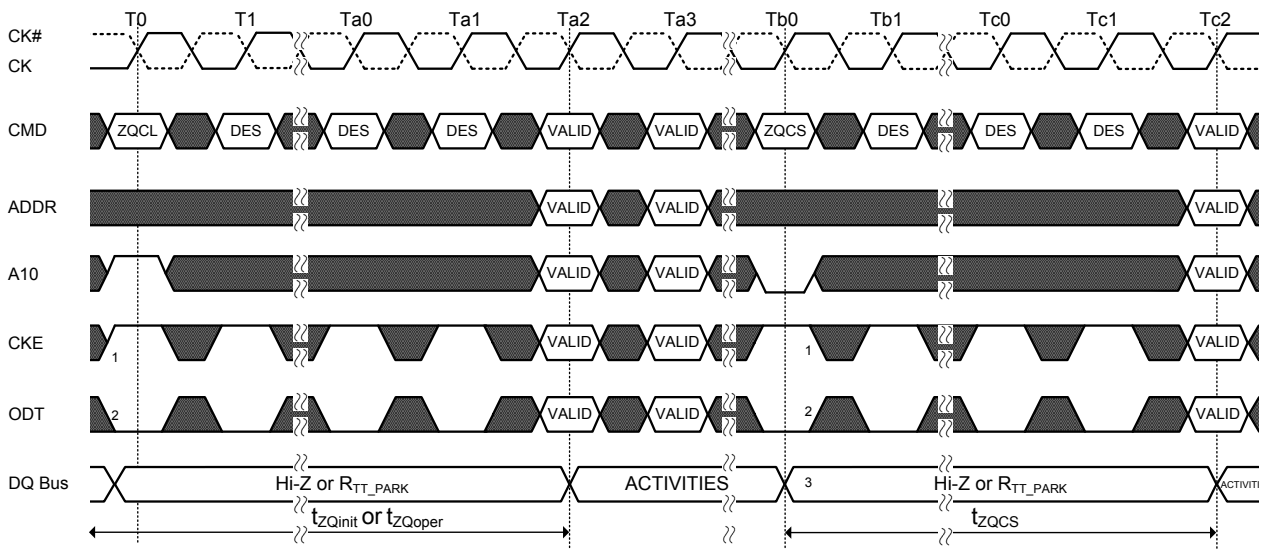 T0 T1 Ta0 Ta1 Ta2 Ta3 Tb0 Tb1 Tc0 Tc1 Tc2
CK#
CK
CMD ZQCL DES DES DES VALID VALID ZQCS DES DES DES VALID
ADDR VALID VALID VALID
A10 VALID VALID VALID
CKE 1 VALID VALID 1 VALID
ODT 2 VALID VALID 2 VALID
DQ Bus Hi-Z or RTT_PARK ACTIVITIES 3 Hi-Z or RTT_PARK ACTIVITI
tZQinit or tZQoper tZQCS